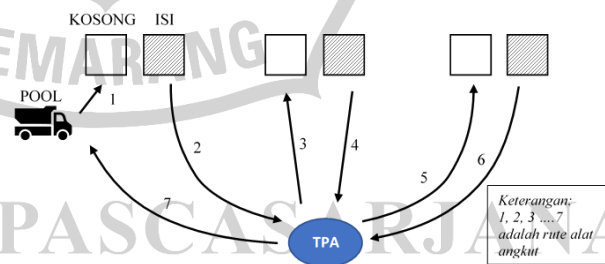 KOSONG ISI
EMARANG
POOL
1
2
3
4
5
6
7
TPA
PASCASARJANA
Keterangan:
1, 2, 3 ....7
adalah rute alat
angkut